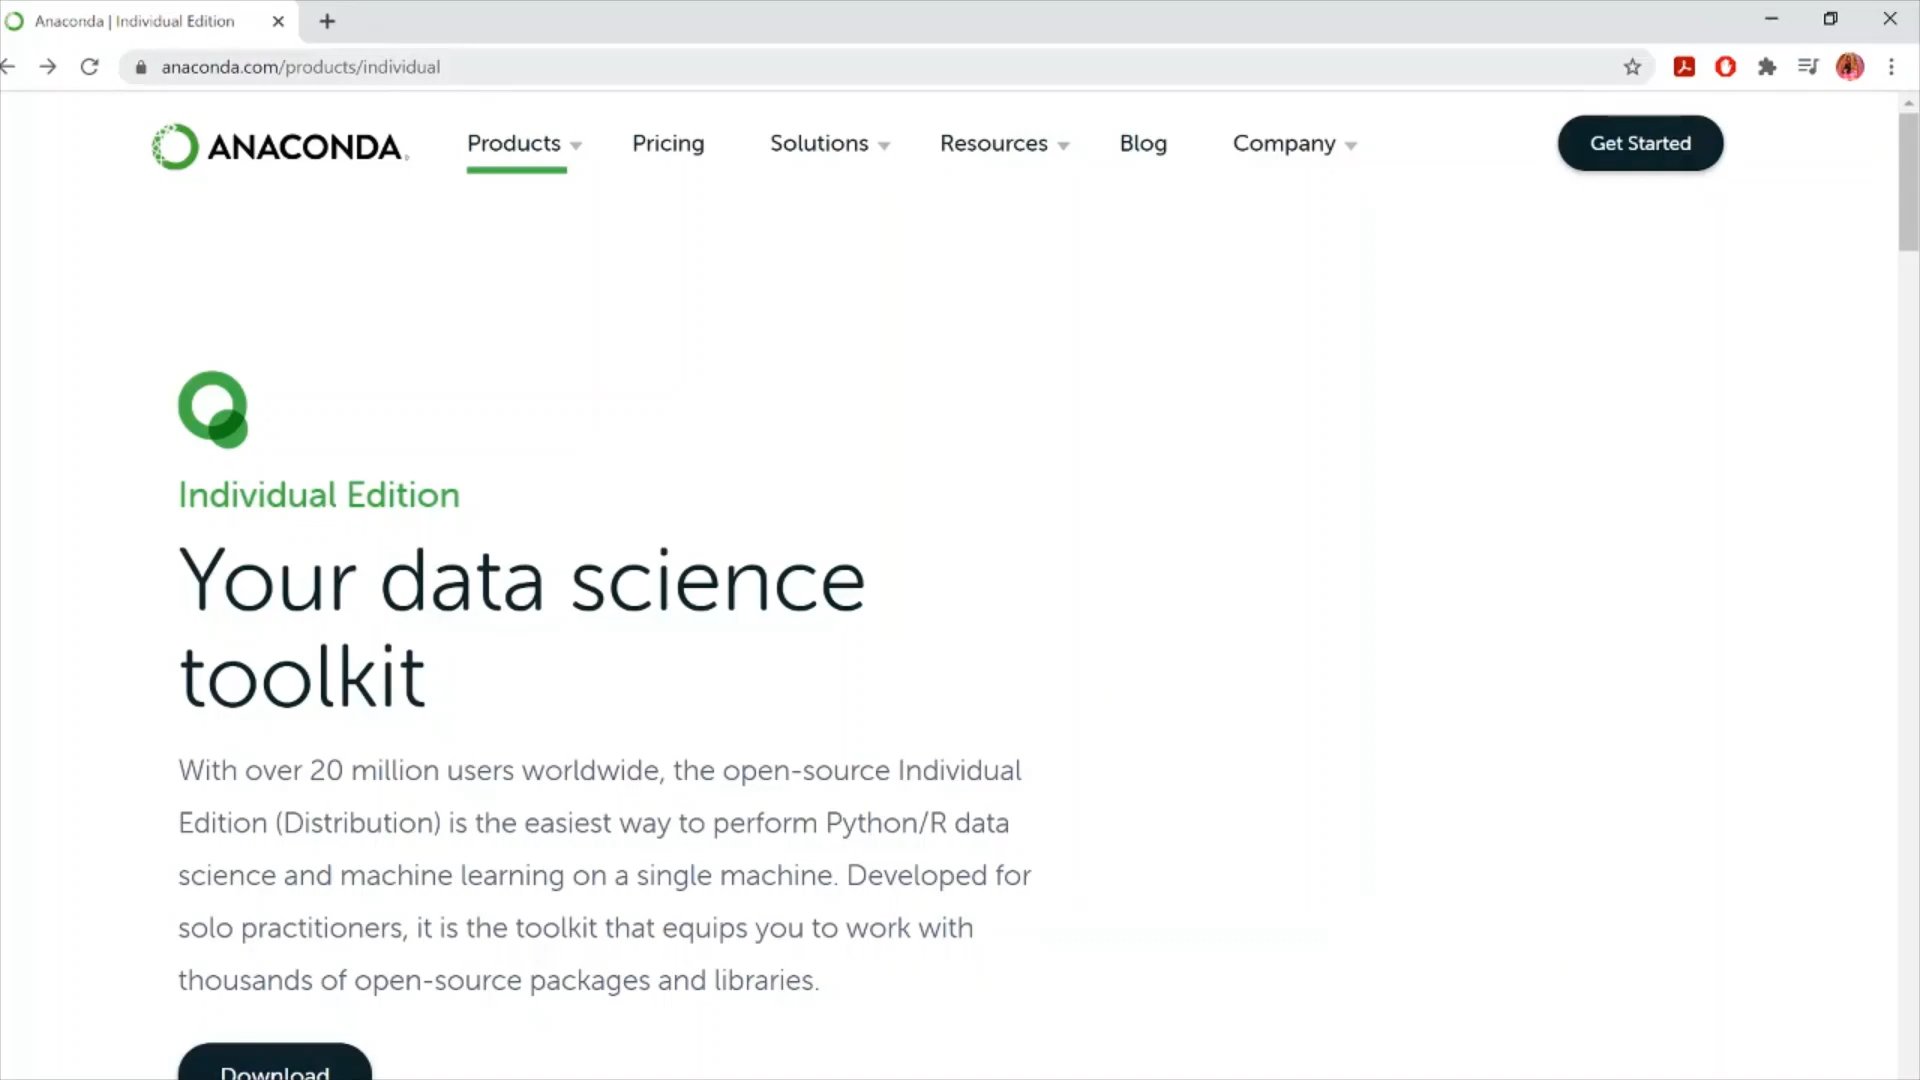 Anaconda | Individual Edition
anaconda.com/products/individual
ANACONDA.
Products
Pricing
Solutions
Resources
Blog
Company
Get Started
Individual Edition
Your data science
toolkit
With over 20 million users worldwide, the open-source Individual
Edition (Distribution) is the easiest way to perform Python/R data
science and machine learning on a single machine. Developed for
solo practitioners, it is the toolkit that equips you to work with
thousands of open-source packages and libraries.
Download